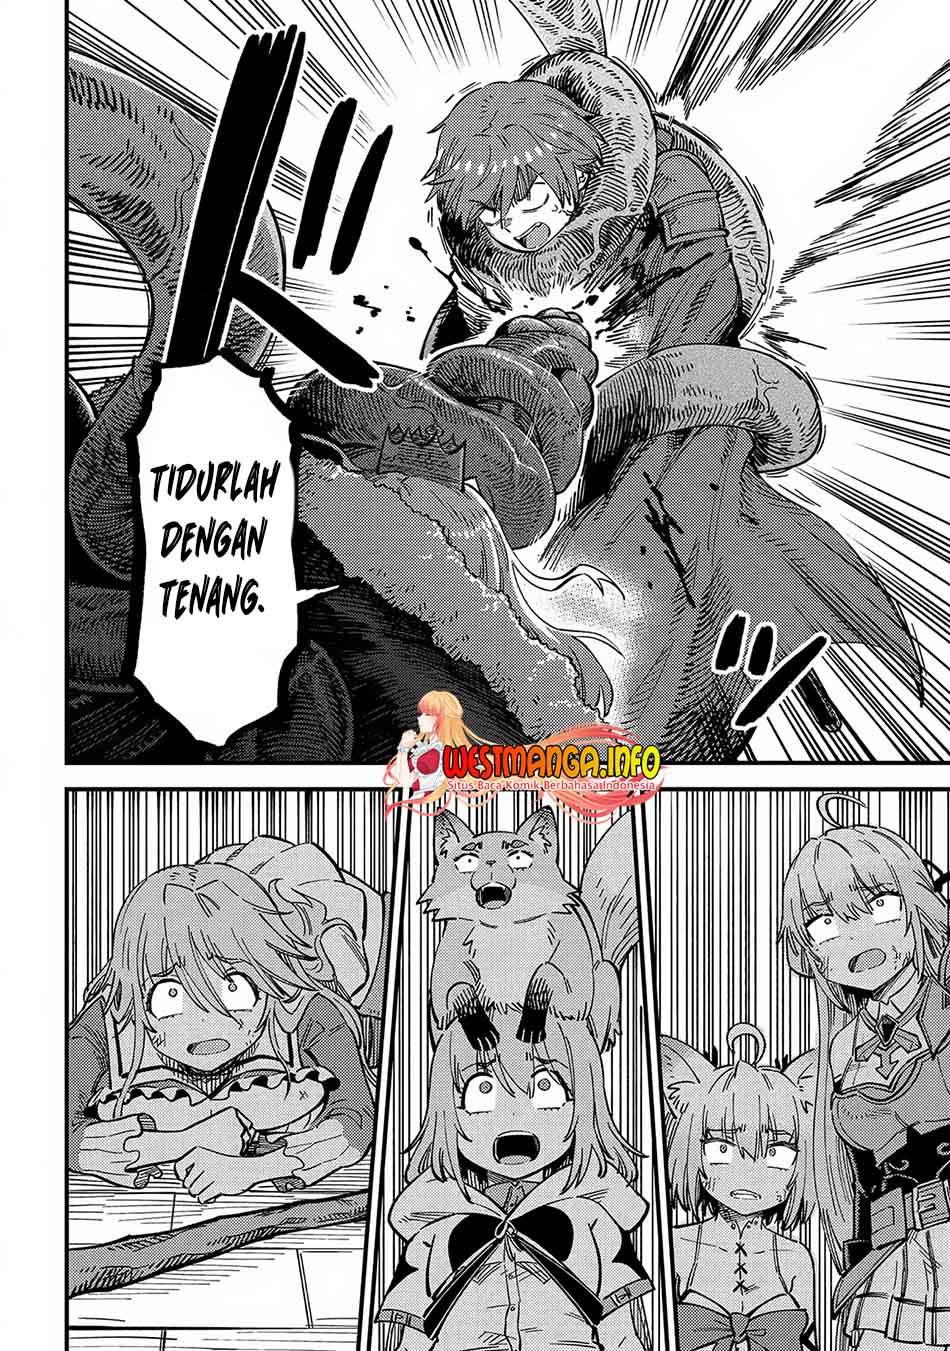 ドッ
TIDURLAH
DENGAN
TENANG.
WESTMANGA.INFO
Situs Baca Komik Berbahasa Indonesia